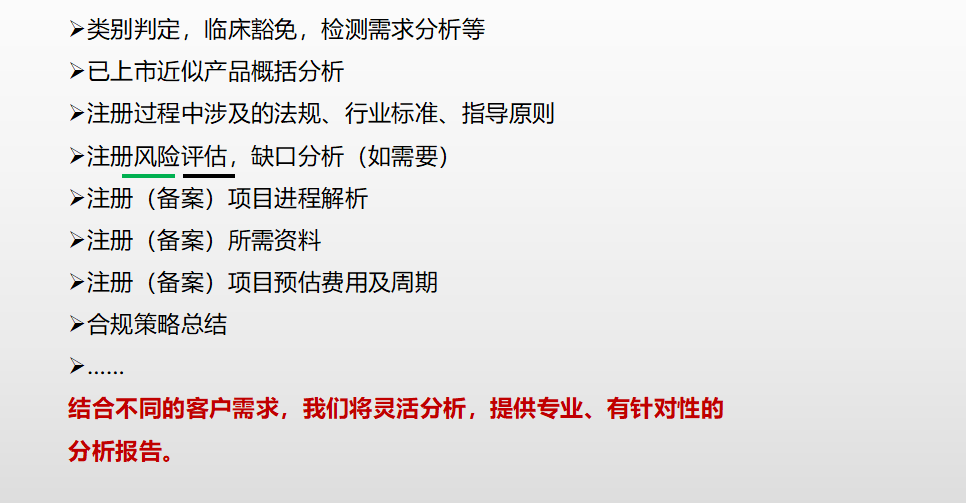 ➢类别判定，临床豁免，检测需求分析等
➢已上市近似产品概括分析
➢注册过程中涉及的法规、行业标准、指导原则
➢注册风险评估，缺口分析（如需要）
➢注册（备案）项目进程解析
➢注册（备案）所需资料
➢注册（备案）项目预估费用及周期
➢合规策略总结
➢……
结合不同的客户需求，我们将灵活分析，提供专业、有针对性的
分析报告。